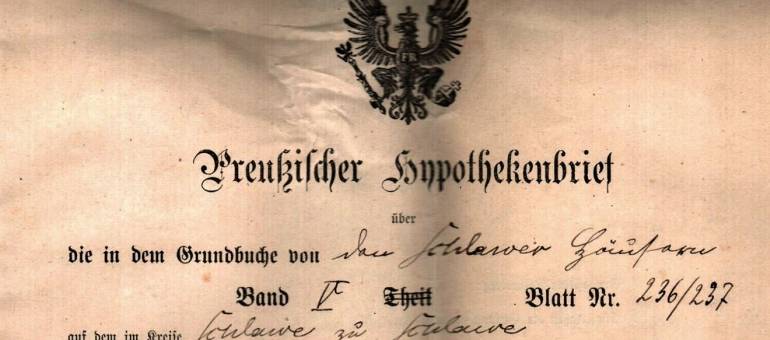 FR
Preußischer Hypothekenbrief
über
die in dem Grundbuche von den Schlawer Häusern
Band V Theil Blatt Nr. 236/237
auf dem im Kreise Schlawe zu Schlawe